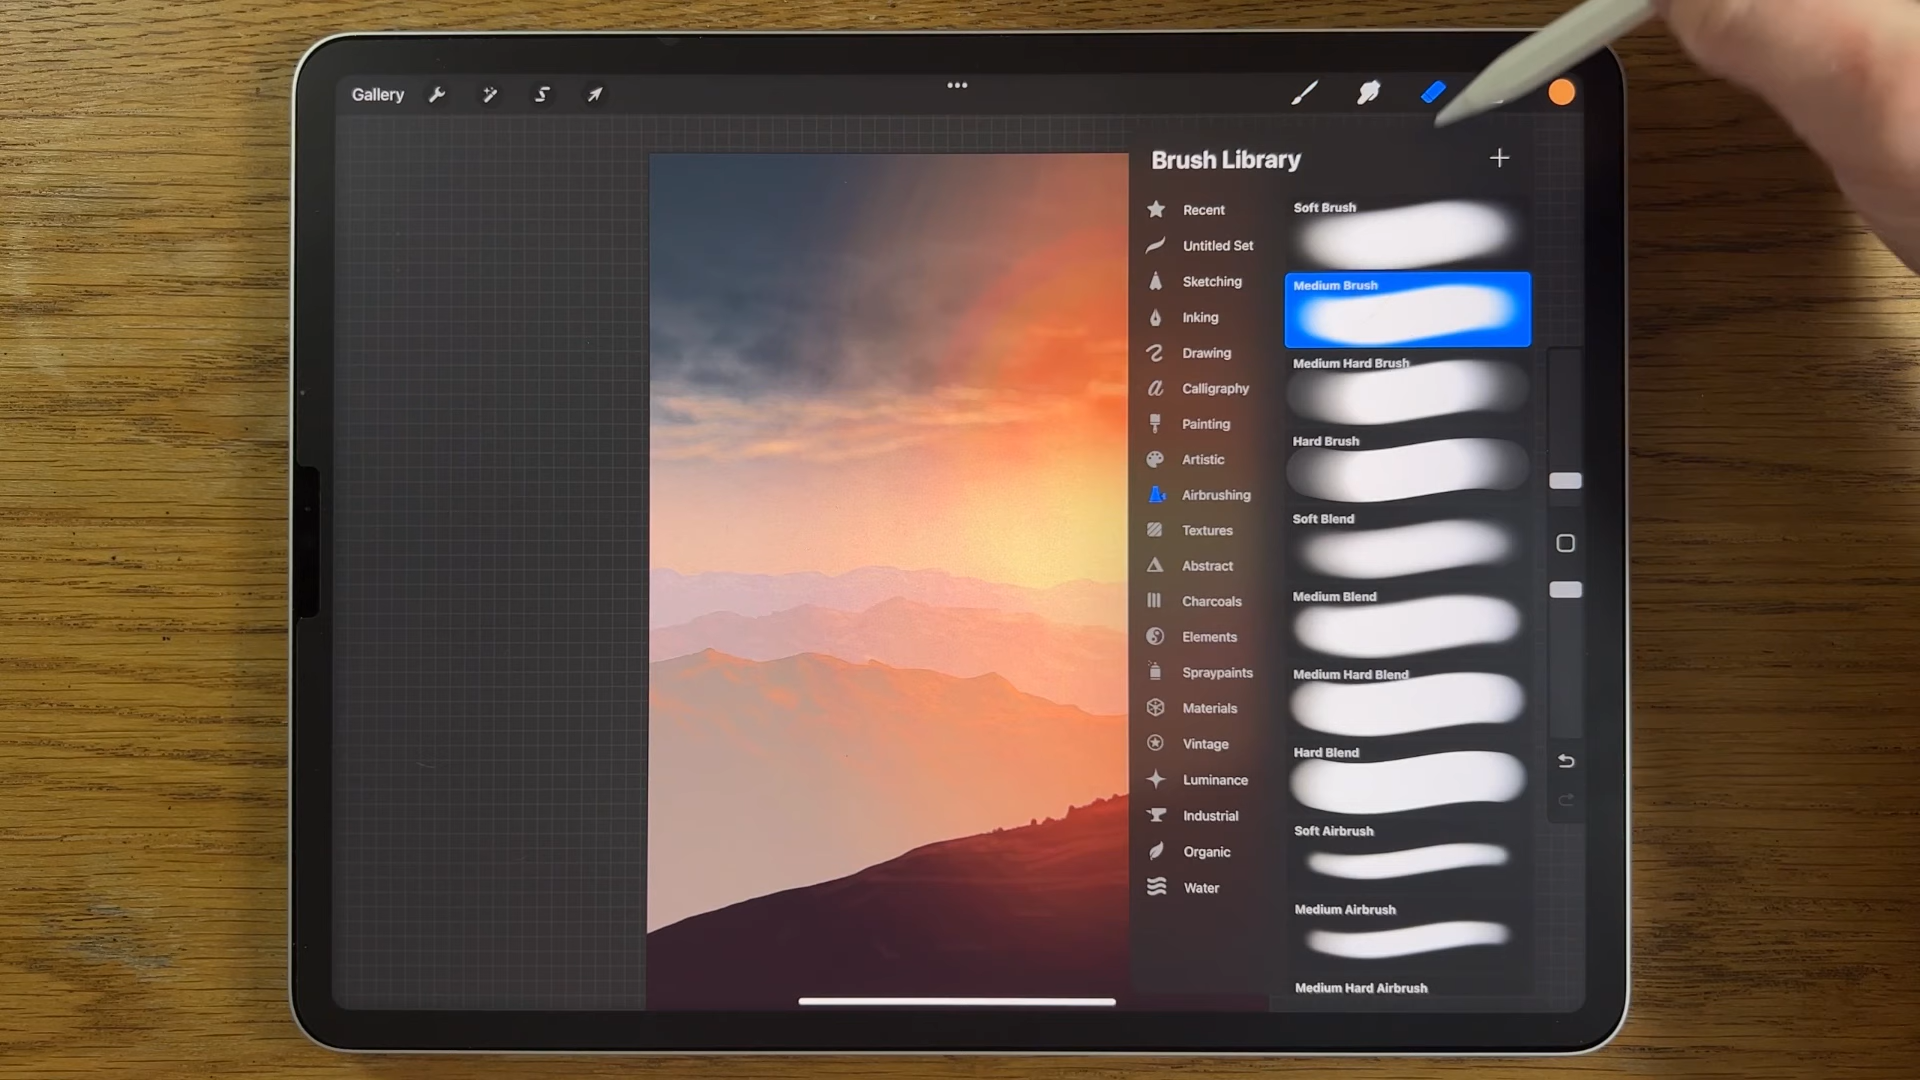 Gallery
Brush Library
Recent
Untitled Set
Sketching
Inking
Drawing
Calligraphy
Painting
Artistic
Airbrushing
Textures
Abstract
Charcoals
Elements
Spraypaints
Materials
Vintage
Luminance
Industrial
Organic
Water
Soft Brush
Medium Brush
Medium Hard Brush
Hard Brush
Soft Blend
Medium Blend
Medium Hard Blend
Hard Blend
Soft Airbrush
Medium Airbrush
Medium Hard Airbrush